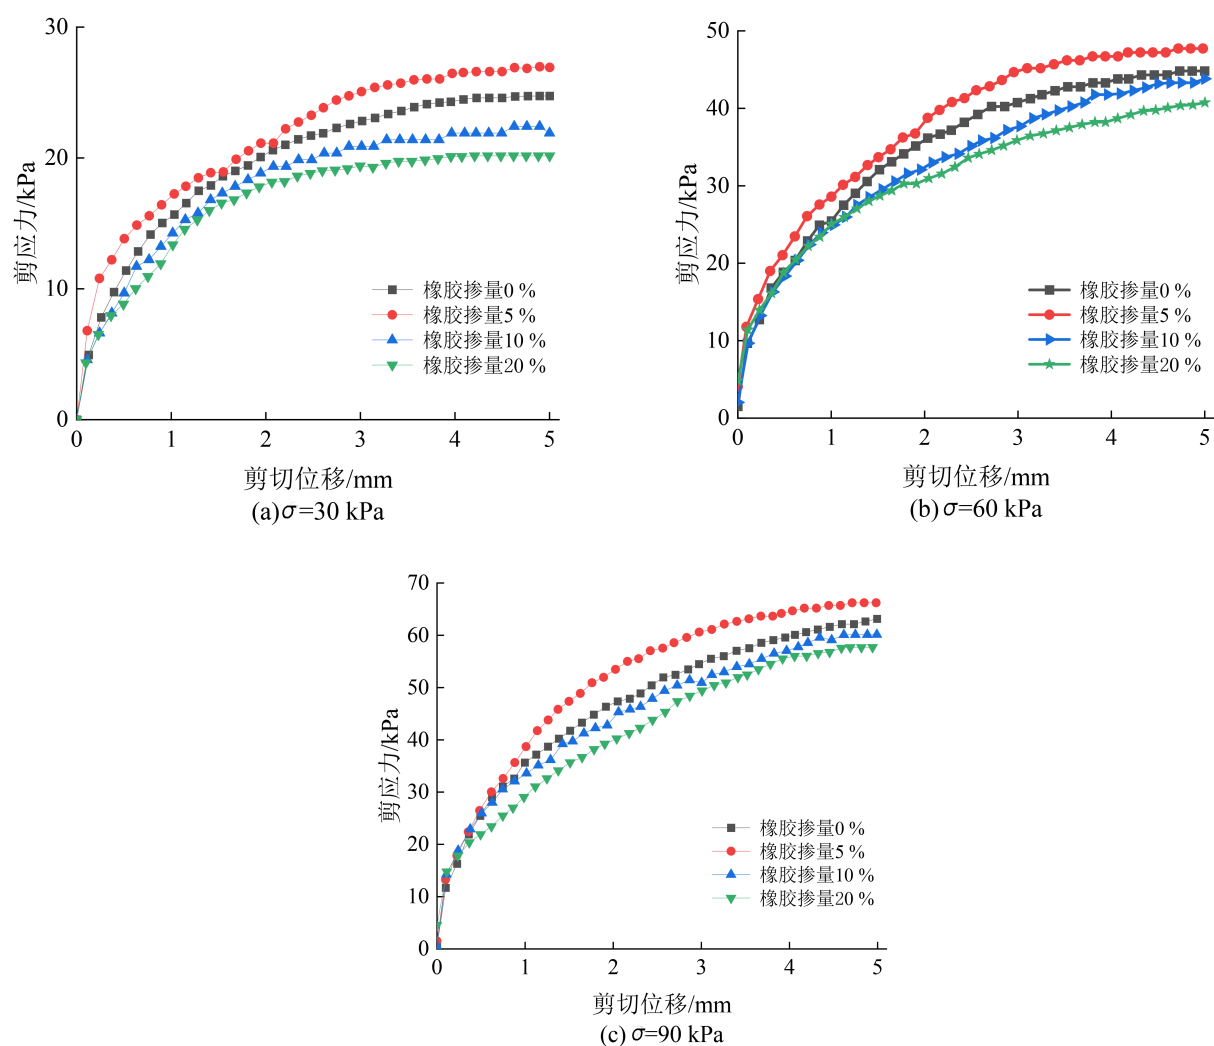 30
20
10
0
剪应力/kPa
橡胶掺量0 %
橡胶掺量5 %
橡胶掺量10 %
橡胶掺量20 %
0 1 2 3 4 5
剪切位移/mm
(a)σ=30 kPa
50
40
30
20
10
0
剪应力/kPa
橡胶掺量0 %
橡胶掺量5 %
橡胶掺量10 %
橡胶掺量20 %
0 1 2 3 4 5
剪切位移/mm
(b)σ=60 kPa
70
60
50
40
30
20
10
0
剪应力/kPa
橡胶掺量0 %
橡胶掺量5 %
橡胶掺量10 %
橡胶掺量20 %
0 1 2 3 4 5
剪切位移/mm
(c) σ=90 kPa